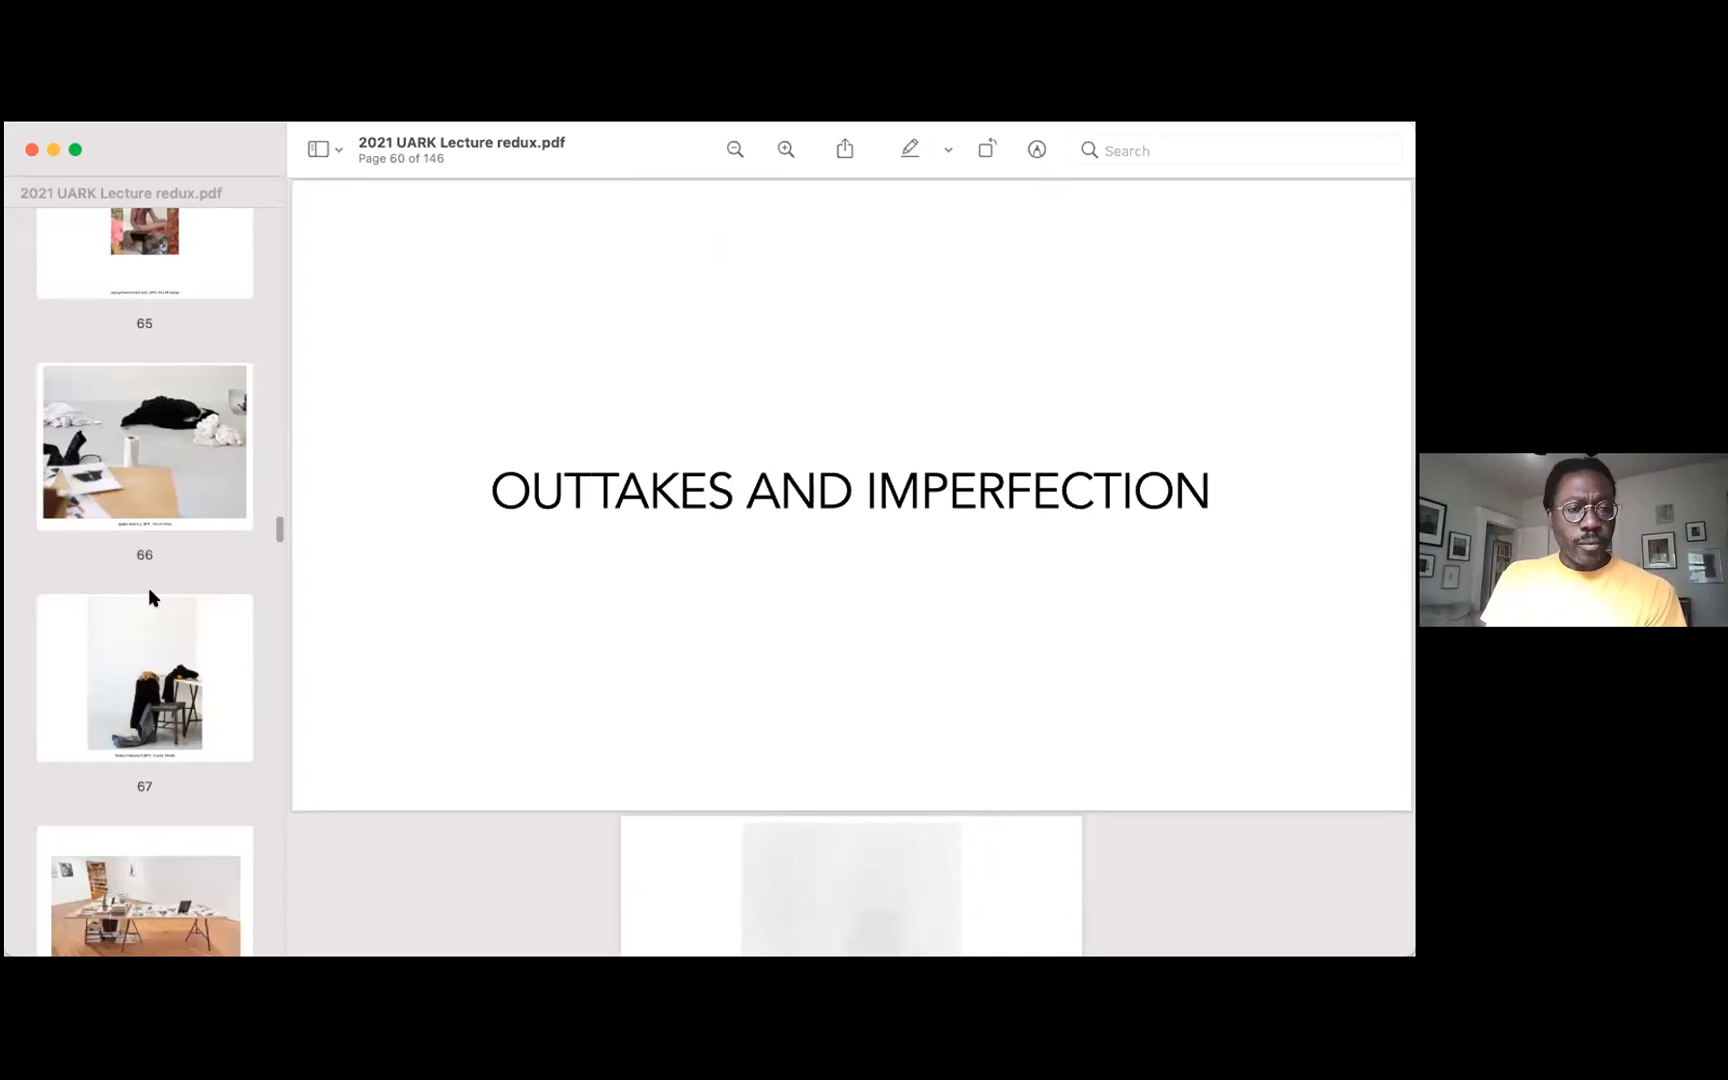 2021 UARK Lecture redux.pdf
Page 60 of 146
Search
2021 UARK Lecture redux.pdf
65
66
67
OUTTAKES AND IMPERFECTION